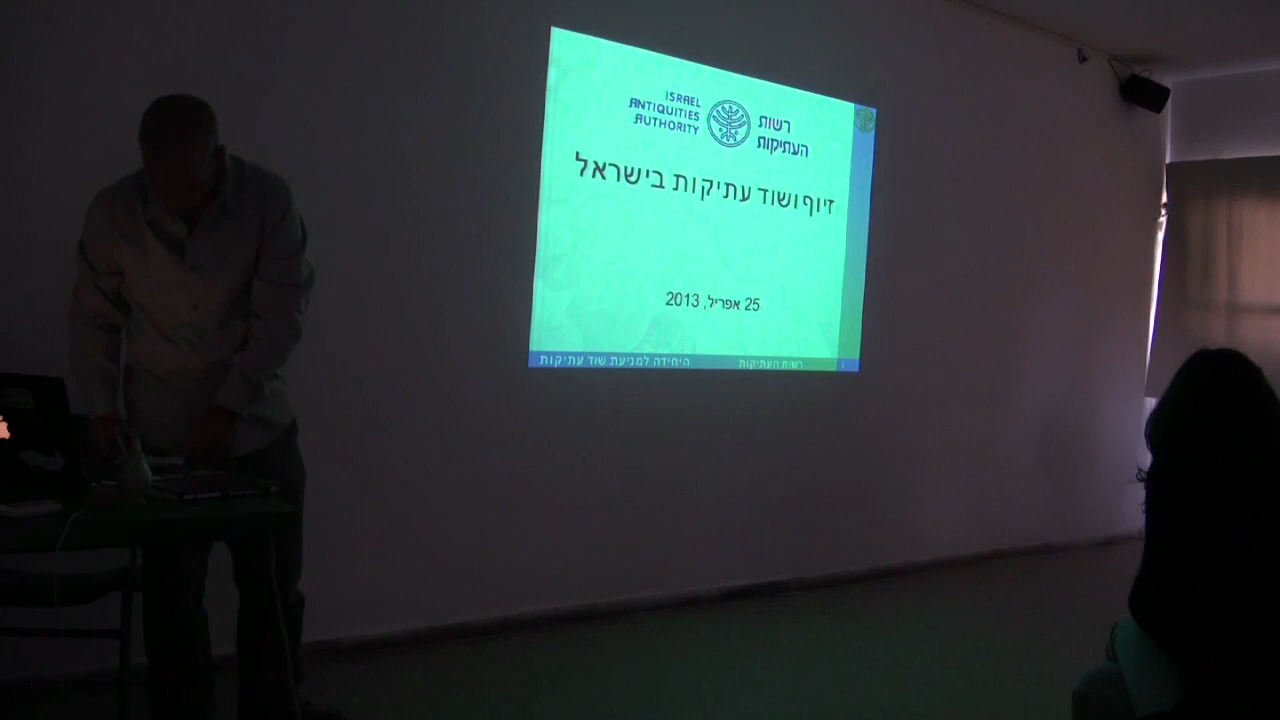 ISRAEL
ANTIQUITIES
AUTHORITY
רשות
העתיקות
זיוף ושוד עתיקות בישראל
25 אפריל, 2013
היחידה למניעת שוד עתיקות
רשות העתיקות